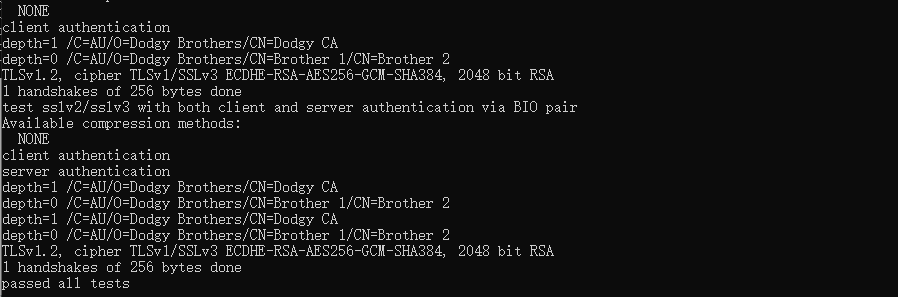 NONE
client authentication
depth=1 /C=AU/O=Dodgy Brothers/CN=Dodgy CA
depth=0 /C=AU/O=Dodgy Brothers/CN=Brother 1/CN=Brother 2
TLSv1.2, cipher TLSv1/SSLv3 ECDHE-RSA-AES256-GCM-SHA384, 2048 bit RSA
1 handshakes of 256 bytes done
test sslv2/sslv3 with both client and server authentication via BIO pair
Available compression methods:
  NONE
client authentication
server authentication
depth=1 /C=AU/O=Dodgy Brothers/CN=Dodgy CA
depth=0 /C=AU/O=Dodgy Brothers/CN=Brother 1/CN=Brother 2
depth=1 /C=AU/O=Dodgy Brothers/CN=Dodgy CA
depth=0 /C=AU/O=Dodgy Brothers/CN=Brother 1/CN=Brother 2
TLSv1.2, cipher TLSv1/SSLv3 ECDHE-RSA-AES256-GCM-SHA384, 2048 bit RSA
1 handshakes of 256 bytes done
passed all tests